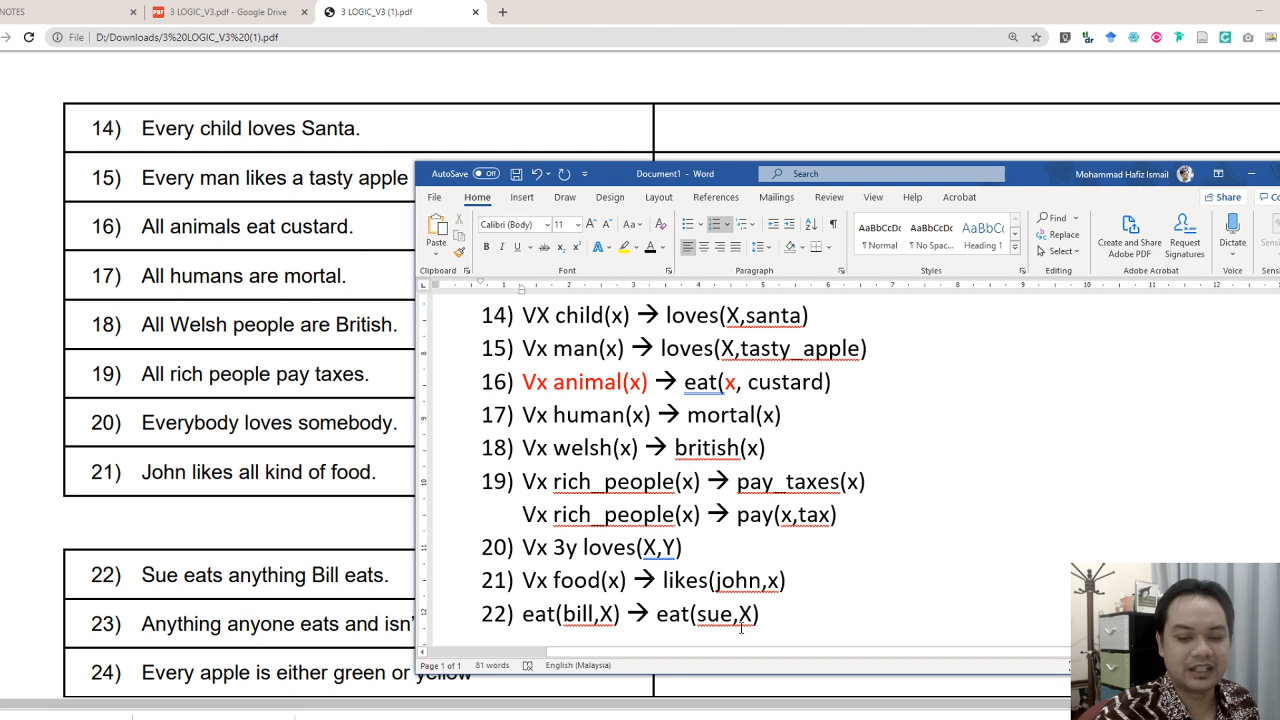 NOTES
3 LOGIC_V3.pdf - Google Drive
3 LOGIC_V3 (1).pdf
File
D:/Downloads/3%20LOGIC_V3%20(1).pdf
14) Every child loves Santa.
15) Every man likes a tasty apple
16) All animals eat custard.
17) All humans are mortal.
18) All Welsh people are British.
19) All rich people pay taxes.
20) Everybody loves somebody.
21) John likes all kind of food.
22) Sue eats anything Bill eats.
23) Anything anyone eats and isn'
24) Every apple is either green or yellow
AutoSave Off
Document1 - Word
Search
Mohammad Hafiz Ismail
File Home Insert Draw Design Layout References Mailings Review View Help Acrobat
Share
Co
Paste
Clipboard
Calibri (Body) 11
Font
Paragraph
AaBbCcDc AaBbCcDc AaBbC
¶ Normal ¶ No Spac... Heading 1
Styles
Find
Replace
Select
Editing
Create and Share Adobe PDF
Request Signatures
Adobe Acrobat
Dictate
Voice
Sensi
Sensi
14) VX child(x) → loves(X,santa)
15) Vx man(x) → loves(X,tasty_apple)
16) Vx animal(x) → eat(x, custard)
17) Vx human(x) → mortal(x)
18) Vx welsh(x) → british(x)
19) Vx rich_people(x) → pay_taxes(x)
Vx rich_people(x) → pay(x,tax)
20) Vx 3y loves(X,Y)
21) Vx food(x) → likes(john,x)
22) eat(bill,X) → eat(sue,X)
Page 1 of 1
81 words
English (Malaysia)